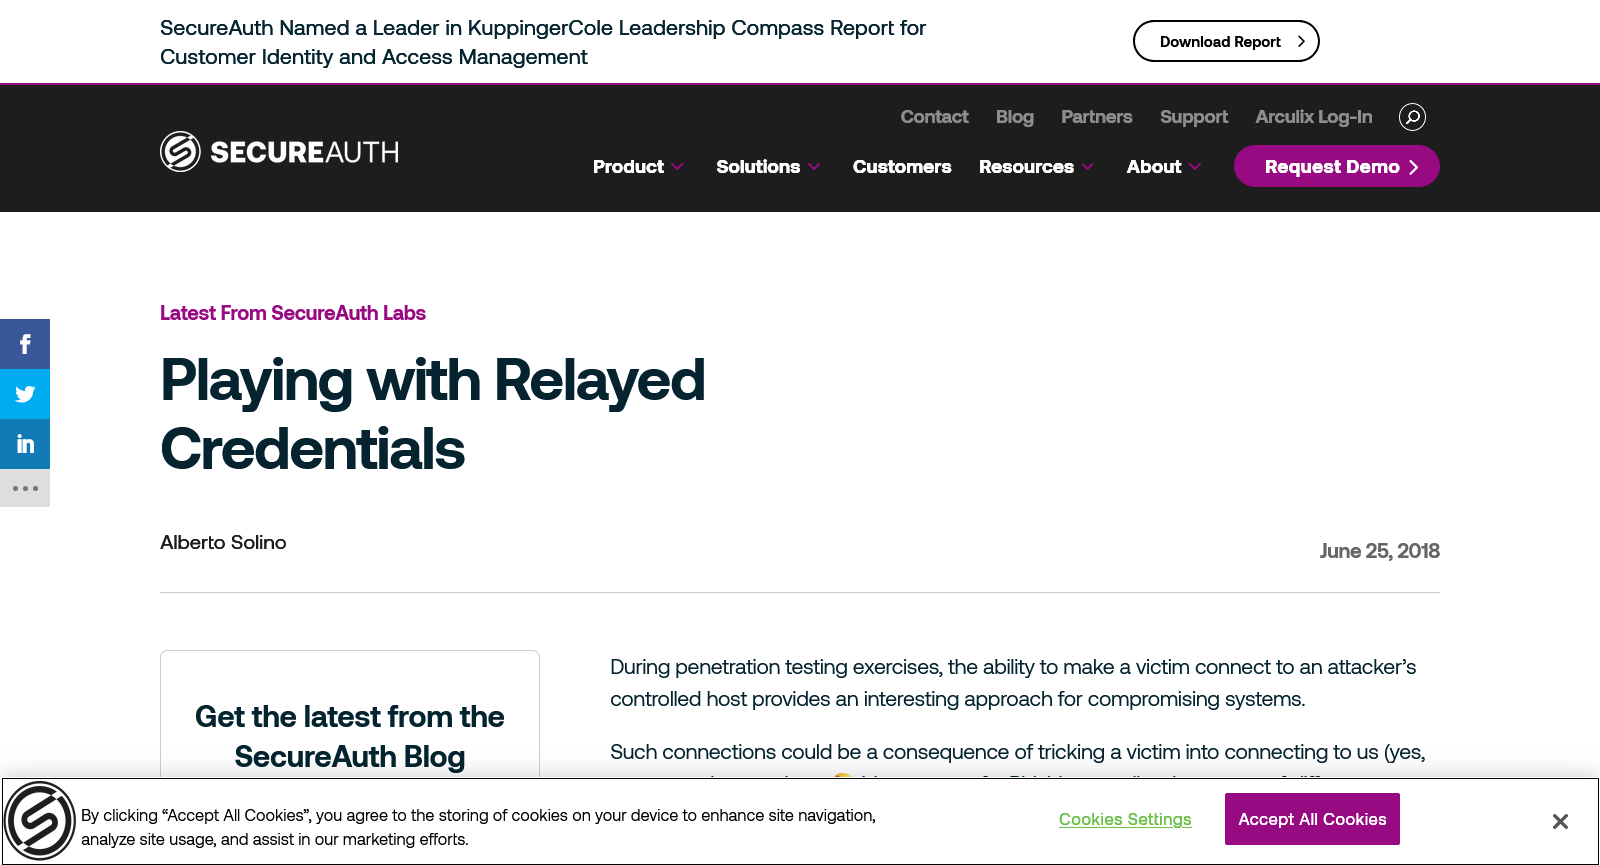 SecureAuth Named a Leader in KuppingerCole Leadership Compass Report for
Customer Identity and Access Management
Download Report
Contact Blog Partners Support Arculix Log-In
SECUREAUTH
Product Solutions Customers Resources About Request Demo
Latest From SecureAuth Labs
Playing with Relayed
Credentials
Alberto Solino
June 25, 2018
Get the latest from the
SecureAuth Blog
During penetration testing exercises, the ability to make a victim connect to an attacker’s
controlled host provides an interesting approach for compromising systems.
Such connections could be a consequence of tricking a victim into connecting to us (yes,
By clicking “Accept All Cookies”, you agree to the storing of cookies on your device to enhance site navigation,
analyze site usage, and assist in our marketing efforts.
Cookies Settings
Accept All Cookies